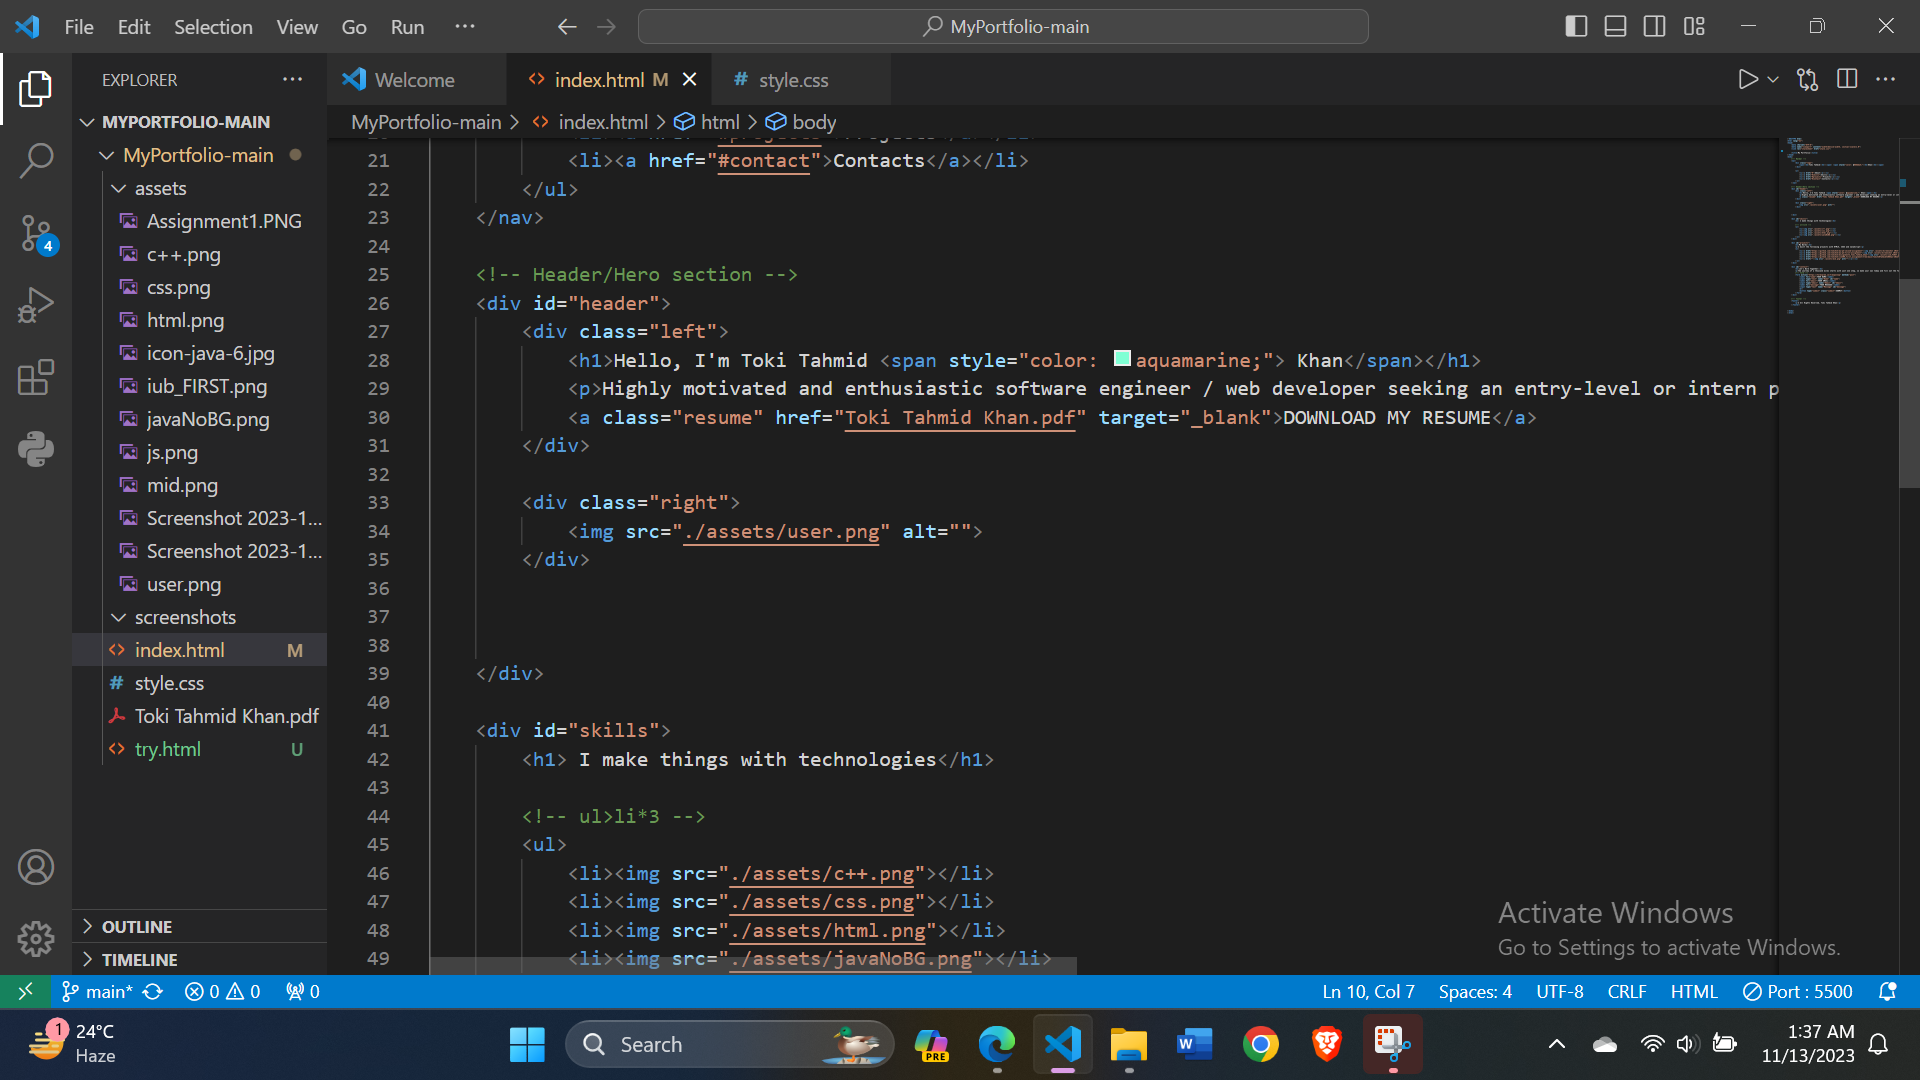 File Edit Selection View Go Run ···
MyPortfolio-main
EXPLORER
MYPORTFOLIO-MAIN
MyPortfolio-main
assets
Assignment1.PNG
c++.png
css.png
html.png
icon-java-6.jpg
iub_FIRST.png
javaNoBG.png
js.png
mid.png
Screenshot 2023-1...
Screenshot 2023-1...
user.png
screenshots
index.html M
style.css
Toki Tahmid Khan.pdf
try.html U
OUTLINE
TIMELINE
4
Welcome index.html M style.css
MyPortfolio-main > index.html > html > body
21 <li><a href="#contact">Contacts</a></li>
22 </ul>
23 </nav>
24
25 <!-- Header/Hero section -->
26 <div id="header">
27 <div class="left">
28 <h1>Hello, I'm Toki Tahmid <span style="color: aquamarine;"> Khan</span></h1>
29 <p>Highly motivated and enthusiastic software engineer / web developer seeking an entry-level or intern p
30 <a class="resume" href="Toki Tahmid Khan.pdf" target="_blank">DOWNLOAD MY RESUME</a>
31 </div>
32
33 <div class="right">
34 <img src="./assets/user.png" alt="">
35 </div>
36
37
38
39 </div>
40
41 <div id="skills">
42 <h1> I make things with technologies</h1>
43
44 <!-- ul>li*3 -->
45 <ul>
46 <li><img src="./assets/c++.png"></li>
47 <li><img src="./assets/css.png"></li>
48 <li><img src="./assets/html.png"></li>
49 <li><img src="./assets/javaNoBG.png"></li>
Activate Windows
Go to Settings to activate Windows.
main* 0 0 0 Ln 10, Col 7 Spaces: 4 UTF-8 CRLF HTML Port : 5500
1 24°C
Haze
Search
PRE
W
1:37 AM
11/13/2023